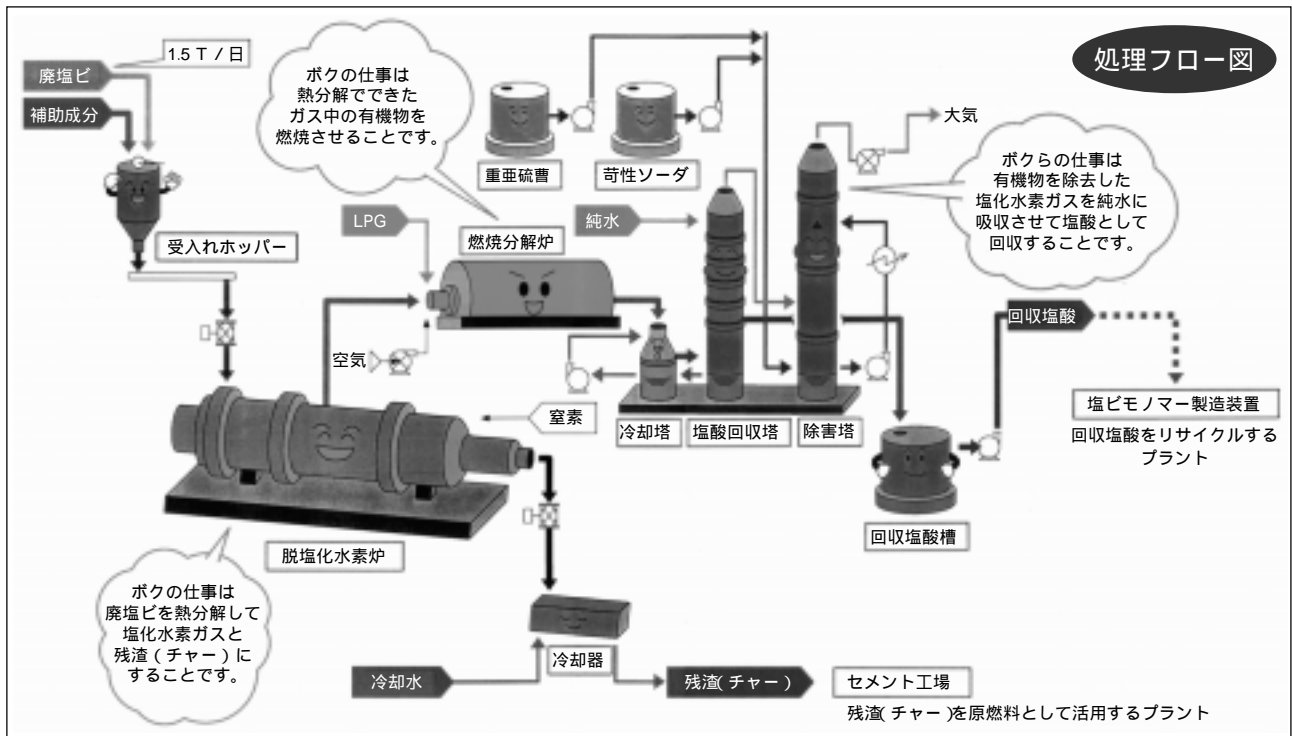 処理フロー図
1.5 T / 日
廃塩ビ
補助成分
受入れホッパー
ボクの仕事は
熱分解でできた
ガス中の有機物を
燃焼させることです。
重亜硫曹
苛性ソーダ
大気
ボクらの仕事は
有機物を除去した
塩化水素ガスを純水に
吸収させて塩酸として
回収することです。
LPG
燃焼分解炉
純水
空気
窒素
冷却塔
塩酸回収塔
除害塔
回収塩酸
塩ビモノマー製造装置
回収塩酸をリサイクルする
プラント
回収塩酸槽
脱塩化水素炉
ボクの仕事は
廃塩ビを熱分解して
塩化水素ガスと
残渣（チャー）に
することです。
冷却器
冷却水
残渣(チャー)
セメント工場
残渣(チャー)を原燃料として活用するプラント